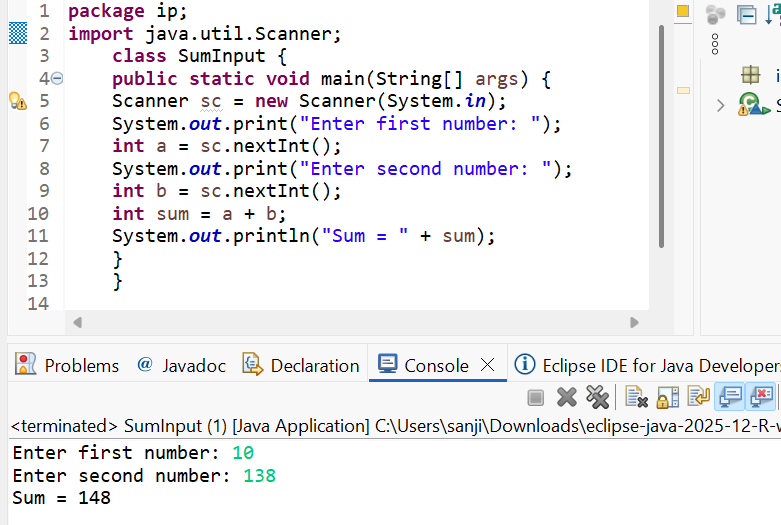 1 package ip;
2 import java.util.Scanner;
3 class SumInput {
4 public static void main(String[] args) {
5 Scanner sc = new Scanner(System.in);
6 System.out.print("Enter first number: ");
7 int a = sc.nextInt();
8 System.out.print("Enter second number: ");
9 int b = sc.nextInt();
10 int sum = a + b;
11 System.out.println("Sum = " + sum);
12 }
13 }
14
Problems @ Javadoc Declaration Console Eclipse IDE for Java Developers
<terminated> SumInput (1) [Java Application] C:\Users\sanji\Downloads\eclipse-java-2025-12-R-w
Enter first number: 10
Enter second number: 138
Sum = 148